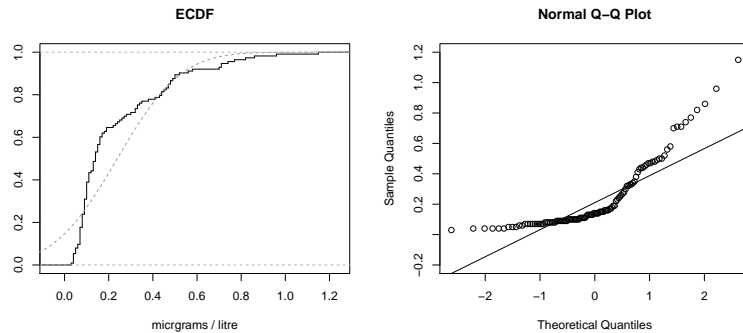 ECDF
1.0
0.8
0.6
0.4
0.2
0.0
0.0 0.2 0.4 0.6 0.8 1.0 1.2
micrgrams / litre
Normal Q−Q Plot
Sample Quantiles
1.2
1.0
0.8
0.6
0.4
0.2
−0.2
−2 −1 0 1 2
Theoretical Quantiles